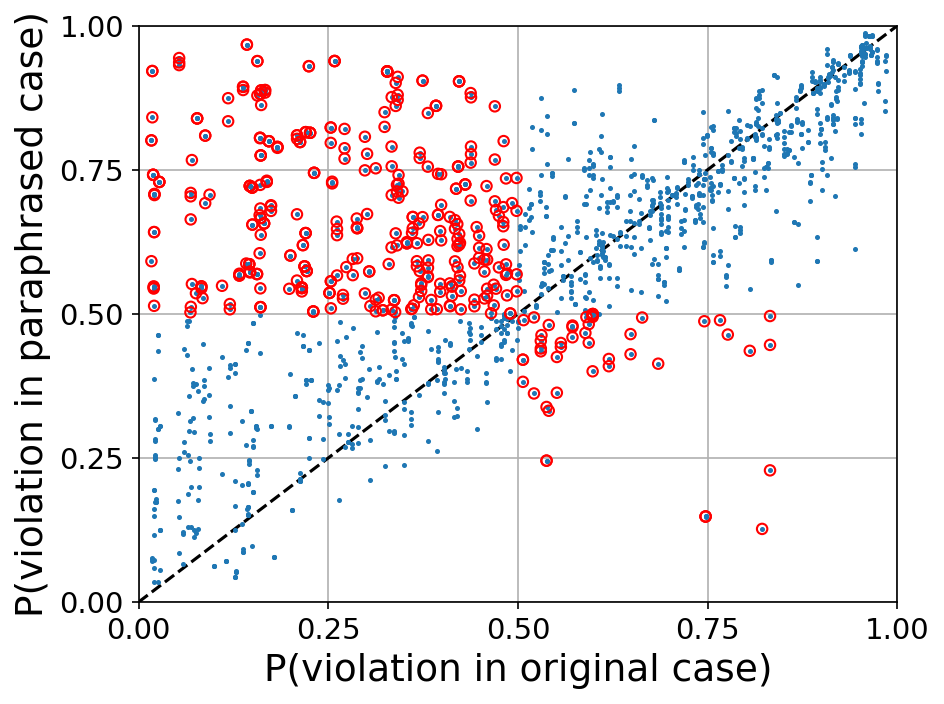 P(violation in paraphrased case)
1.00
0.75
0.50
0.25
0.00
0.00 0.25 0.50 0.75 1.00
P(violation in original case)